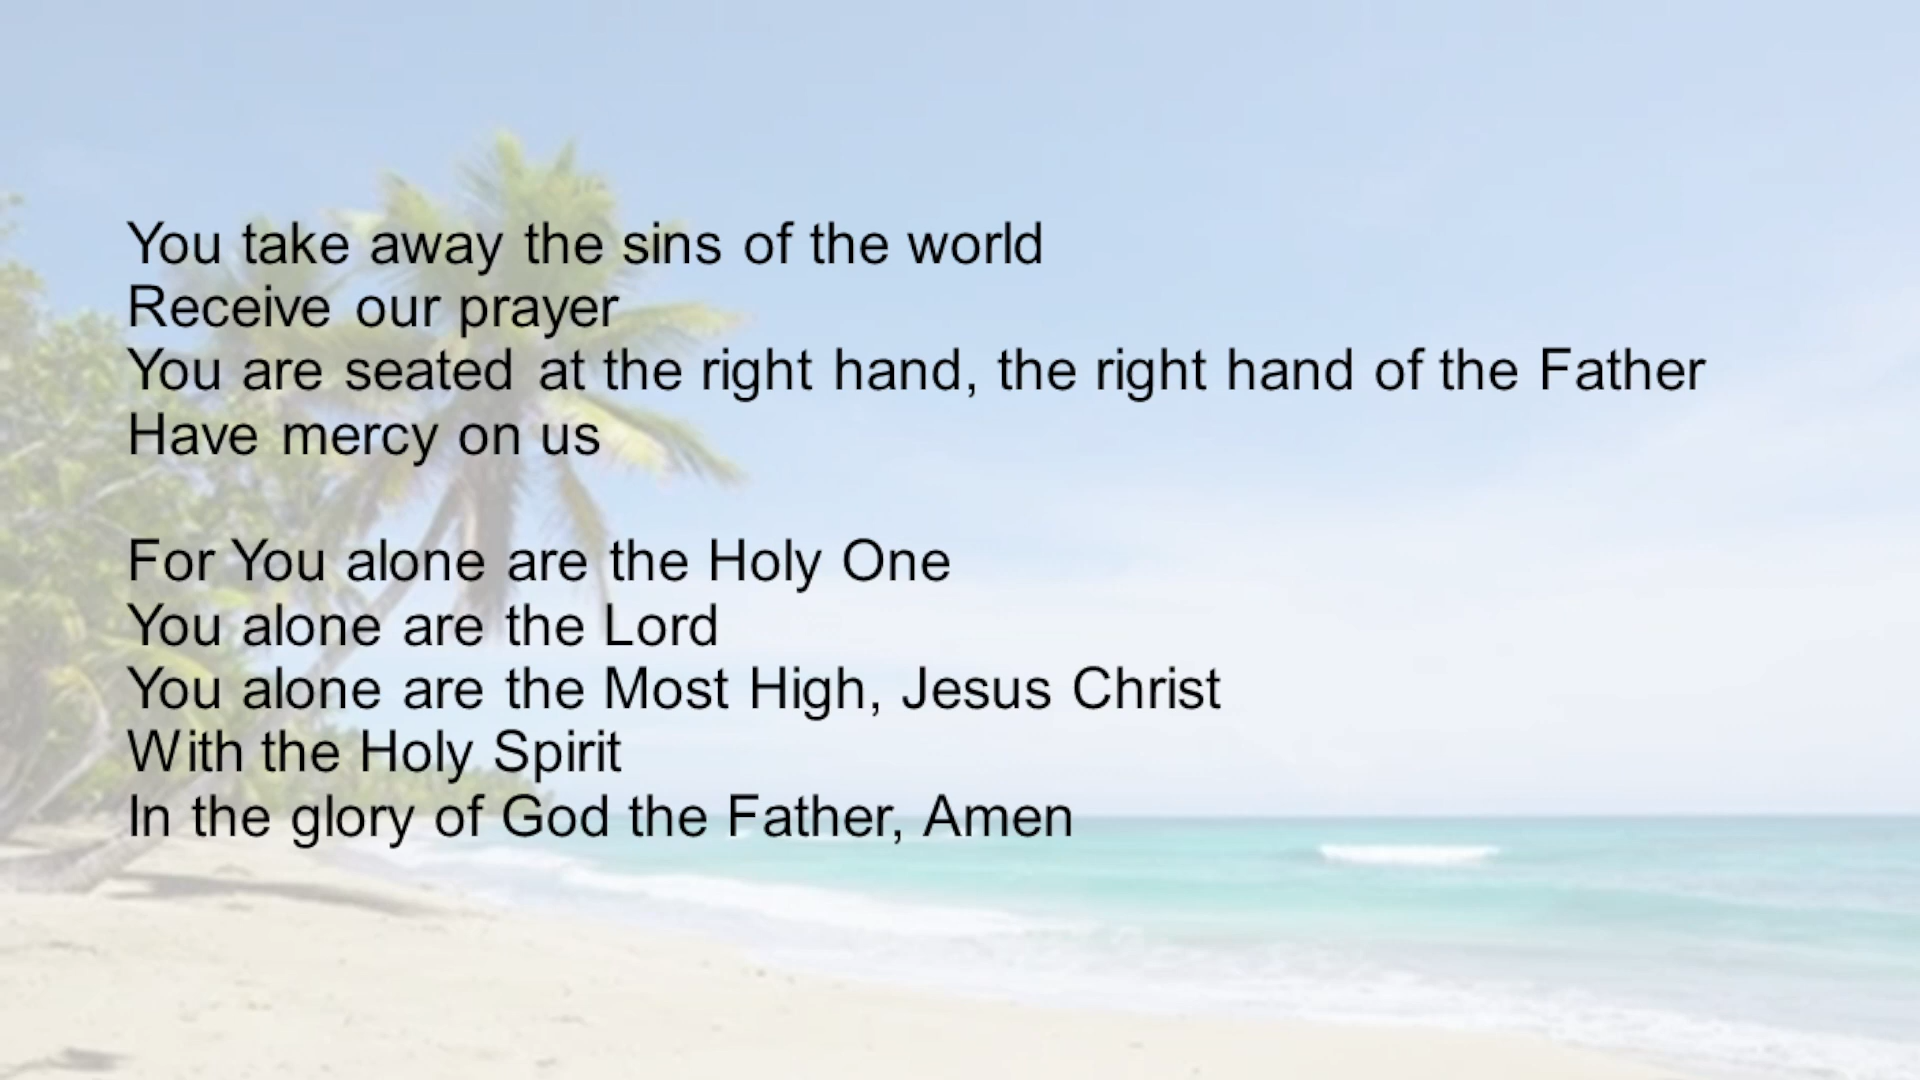 You take away the sins of the world
Receive our prayer
You are seated at the right hand, the right hand of the Father
Have mercy on us
For You alone are the Holy One
You alone are the Lord
You alone are the Most High, Jesus Christ
With the Holy Spirit
In the glory of God the Father, Amen